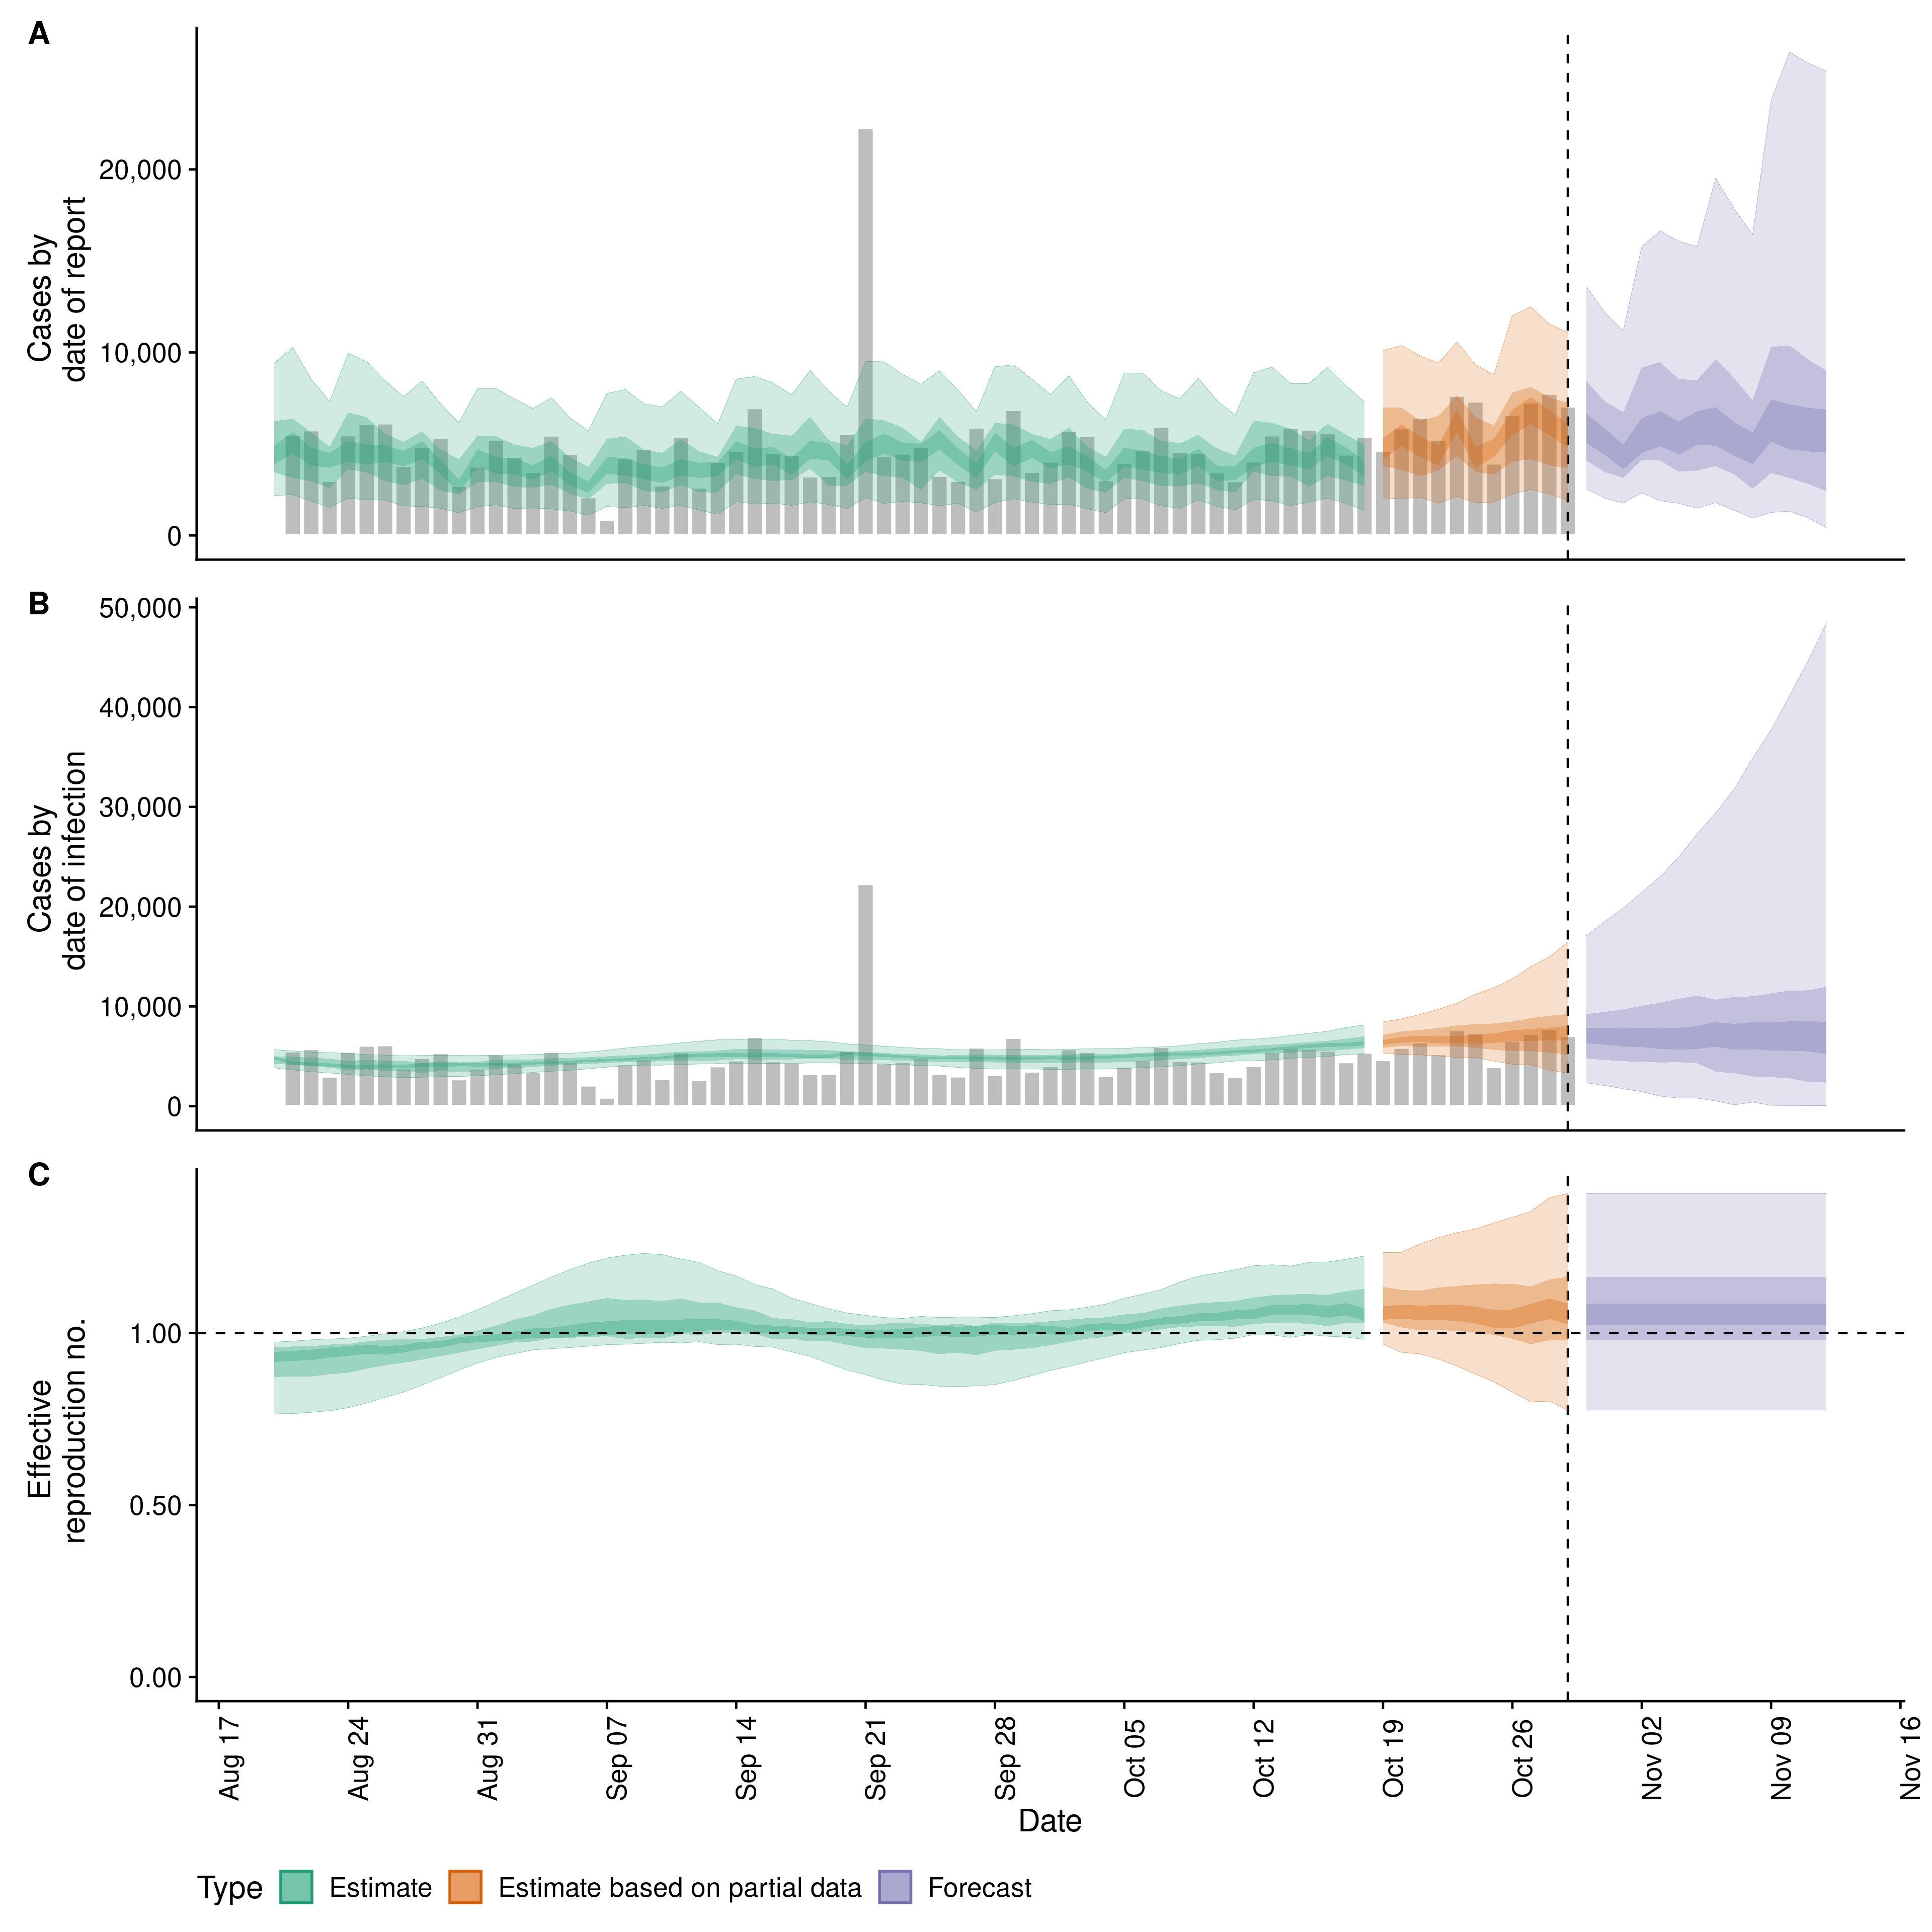 A
Cases by
date of report
20,000
10,000
0
B
Cases by
date of infection
50,000
40,000
30,000
20,000
10,000
0
C
Effective
reproduction no.
1.00
0.50
0.00
Aug 17
Aug 24
Aug 31
Sep 07
Sep 14
Sep 21
Sep 28
Oct 05
Oct 12
Oct 19
Oct 26
Nov 02
Nov 09
Nov 16
Date
Type Estimate Estimate based on partial data Forecast